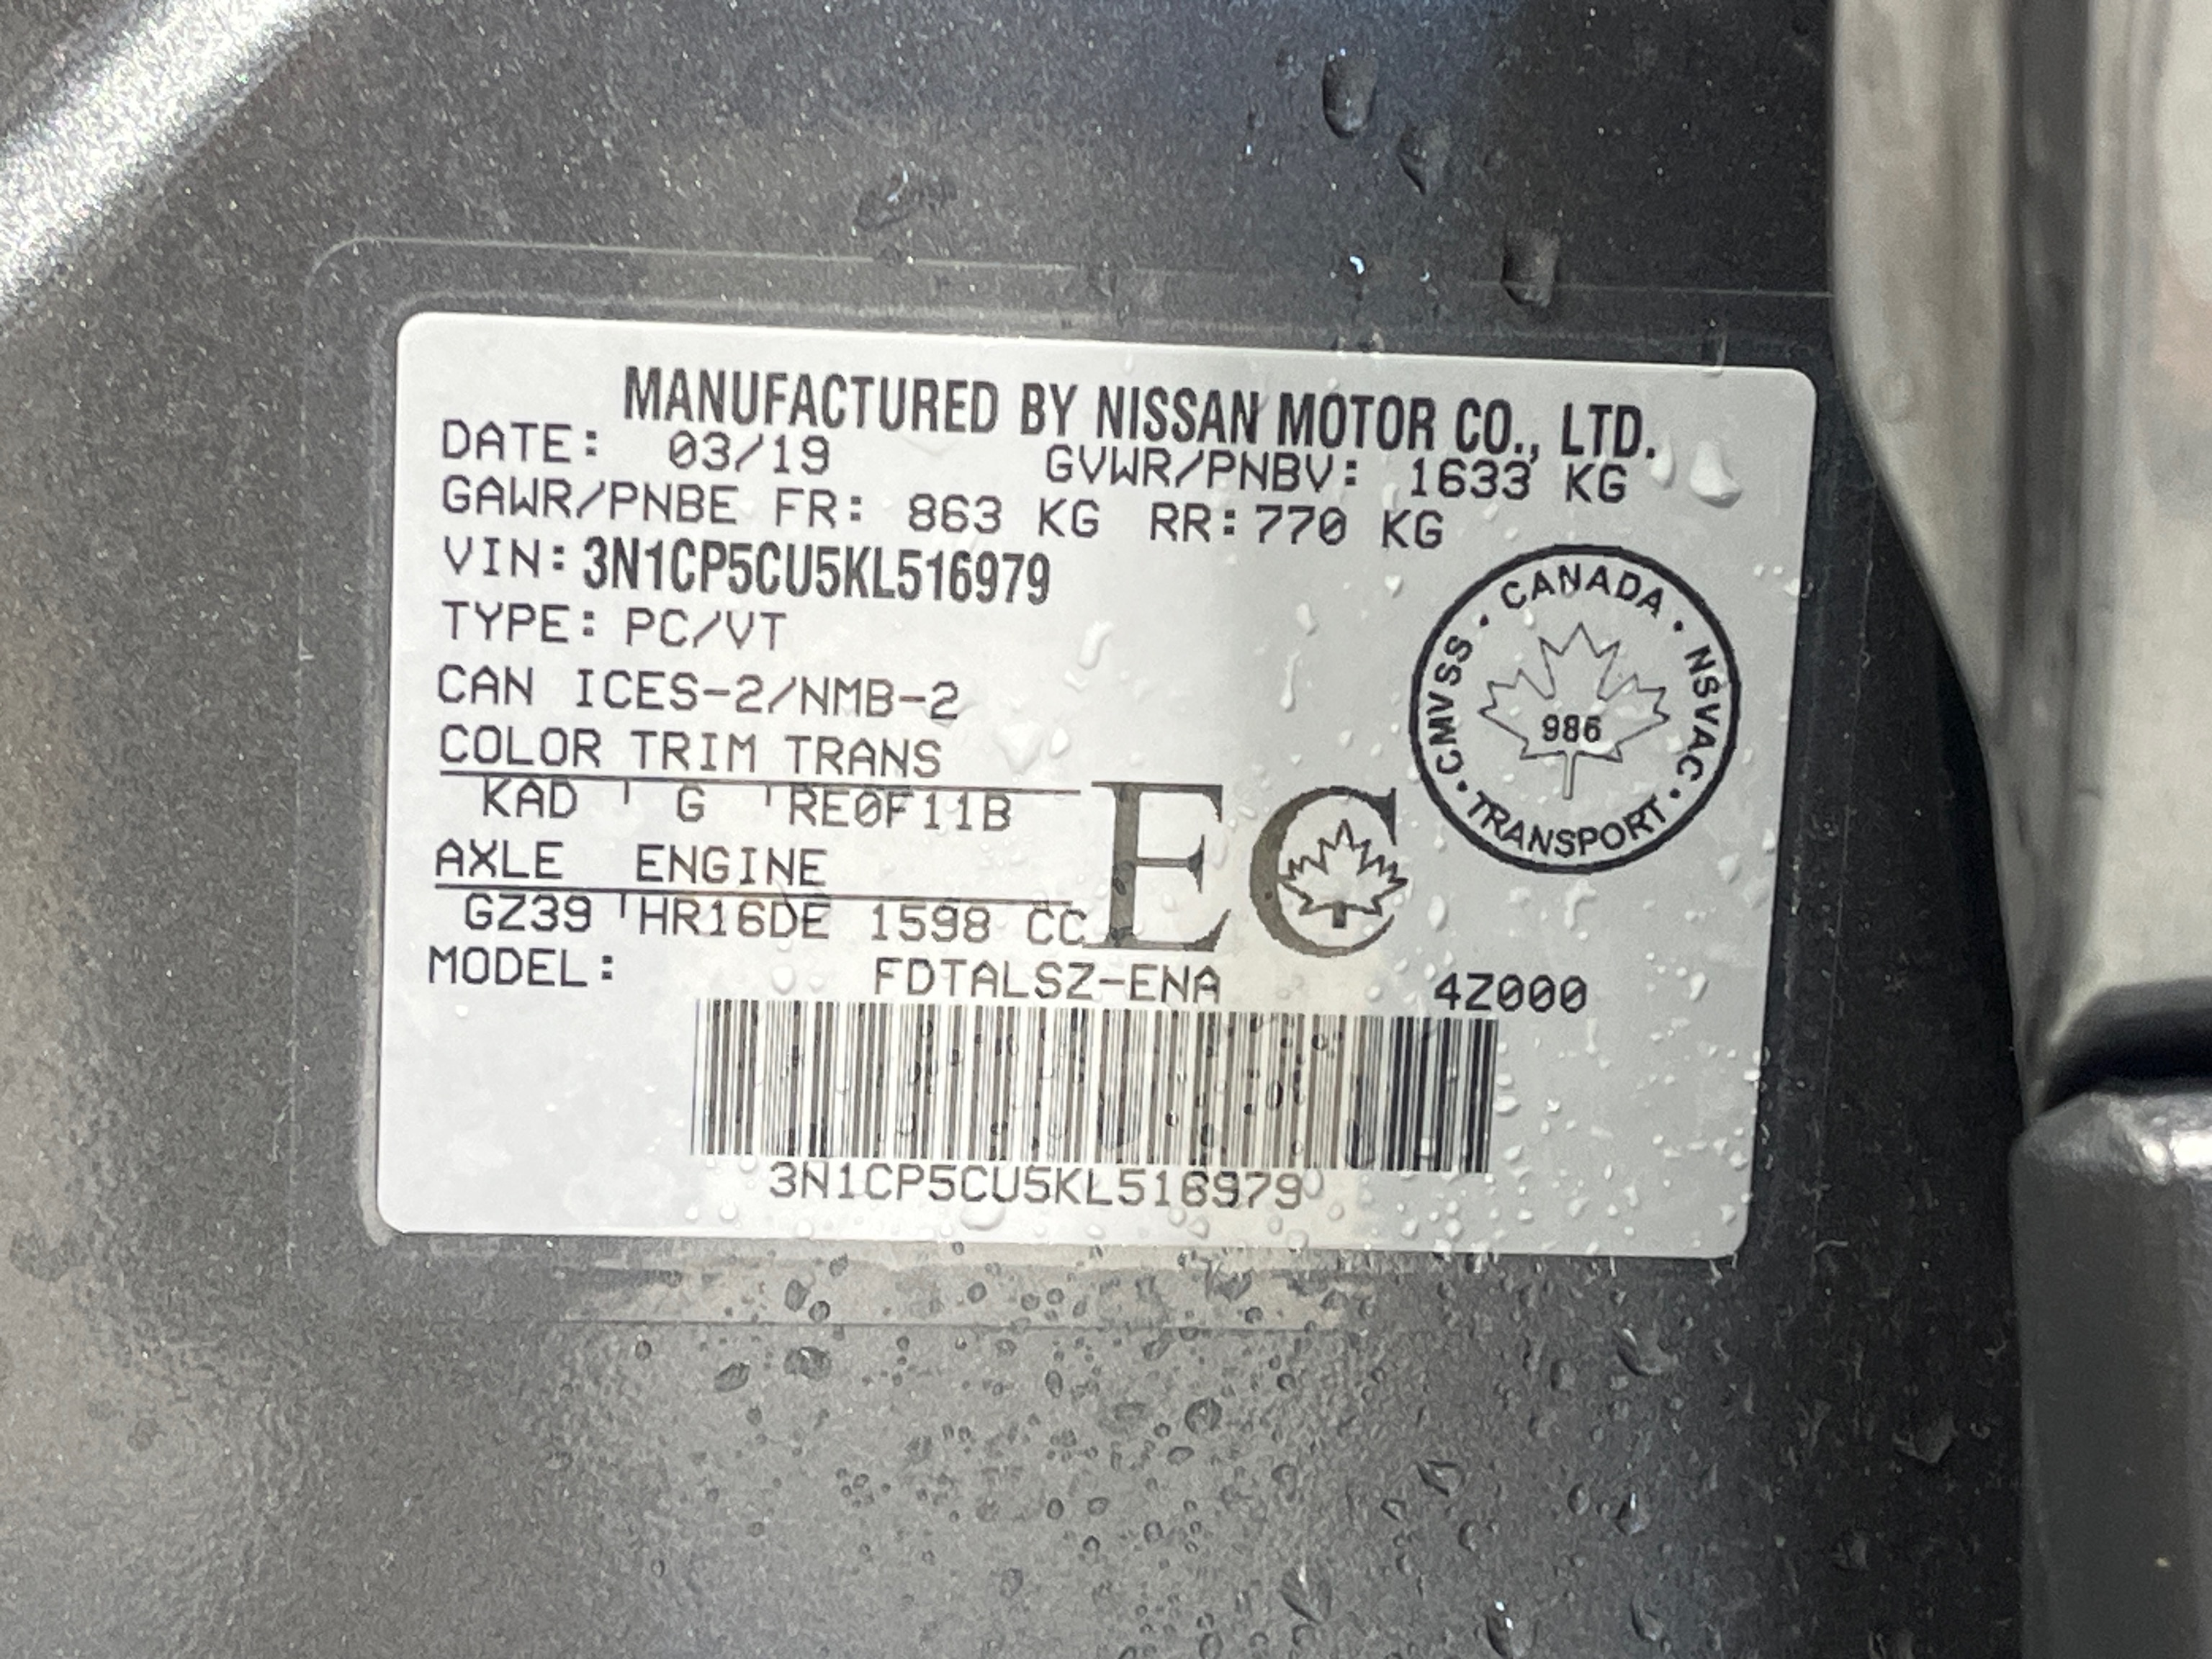 MANUFACTURED BY NISSAN MOTOR CO., LTD.
DATE: 03/19 GVWR/PNBV: 1633 KG
GAWR/PNBE FR: 863 KG RR:770 KG
VIN: 3N1CP5CU5KL516979
TYPE: PC/VT
CAN ICES-2/NMB-2
COLOR TRIM TRANS
KAD G RE0F11B
AXLE ENGINE
GZ39 HR16DE 1598 CC
EC
CANADA · NSVAC · TRANSPORT · CMVSS ·
986
MODEL: FDTALSZ-ENA 4Z000
3N1CP5CU5KL516979